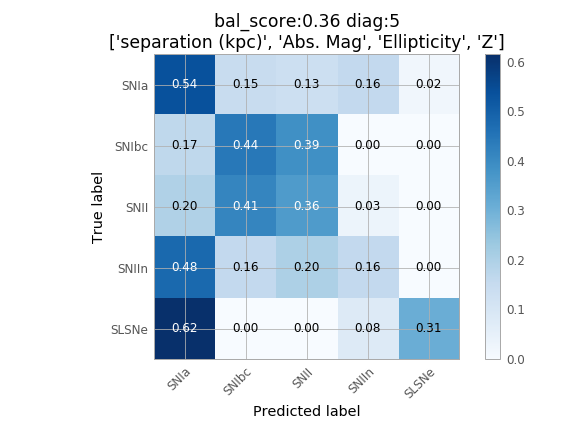 bal_score:0.36 diag:5
['separation (kpc)', 'Abs. Mag', 'Ellipticity', 'Z']
True label
SNIa 0.54 0.15 0.13 0.16 0.02
SNIbc 0.17 0.44 0.39 0.00 0.00
SNII 0.20 0.41 0.36 0.03 0.00
SNIIn 0.48 0.16 0.20 0.16 0.00
SLSNe 0.62 0.00 0.00 0.08 0.31
SNIa SNIbc SNII SNIIn SLSNe
Predicted label
0.6
0.5
0.4
0.3
0.2
0.1
0.0